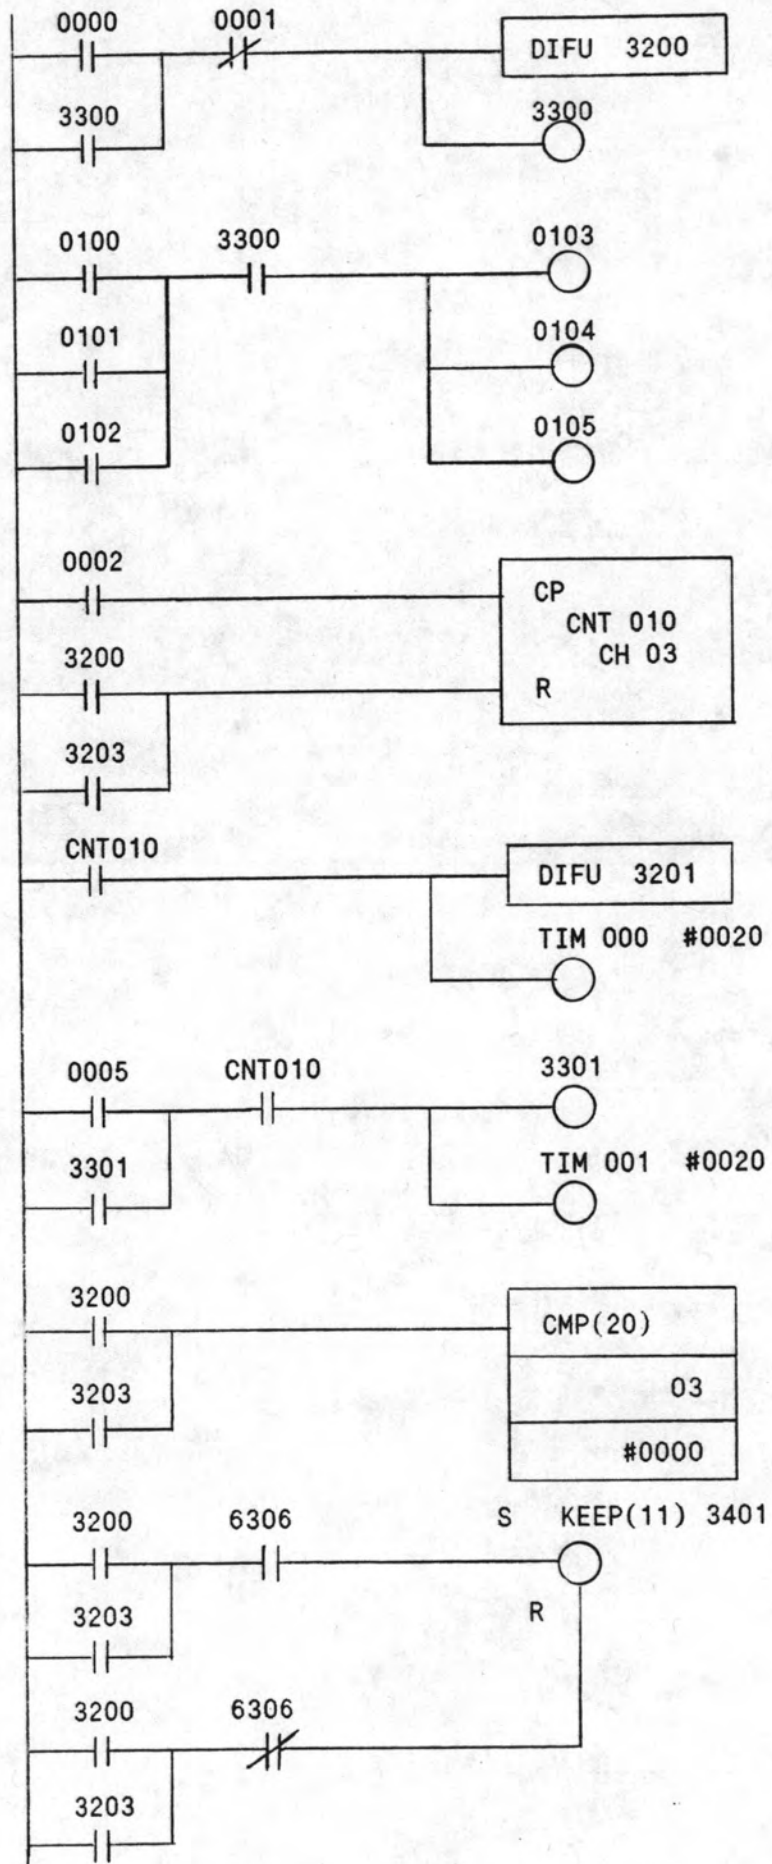 0000 0001
DIFU 3200
3300 3300
0100 3300 0103
0101 0104
0102 0105
0002
CP
CNT 010
CH 03
3200
R
3203
CNT010
DIFU 3201
TIM 000 #0020
0005 CNT010 3301
3301 TIM 001 #0020
3200
CMP(20)
3203 03
#0000
3200 6306 S KEEP(11) 3401
3203 R
3200 6306
3203